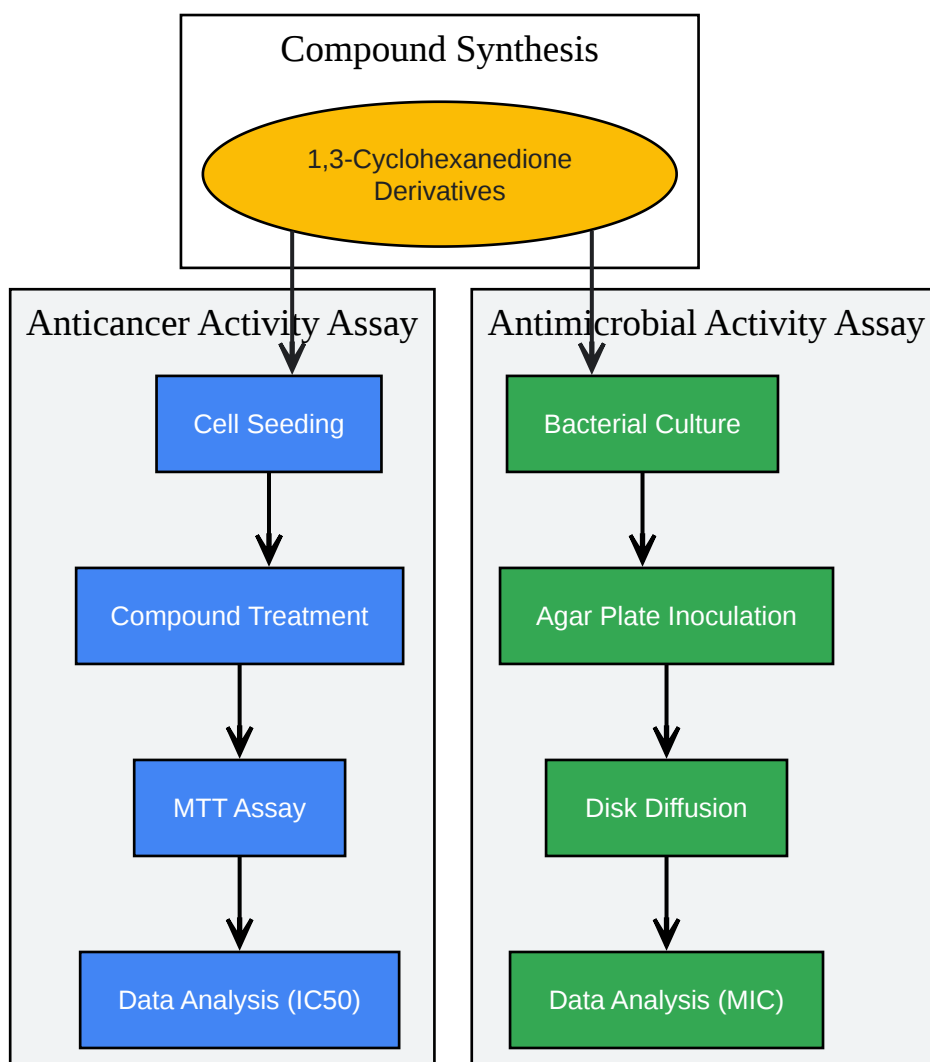 Compound Synthesis
1,3-Cyclohexanedione
Derivatives
Anticancer Activity Assay
Cell Seeding
Compound Treatment
MTT Assay
Data Analysis (IC50)
Antimicrobial Activity Assay
Bacterial Culture
Agar Plate Inoculation
Disk Diffusion
Data Analysis (MIC)